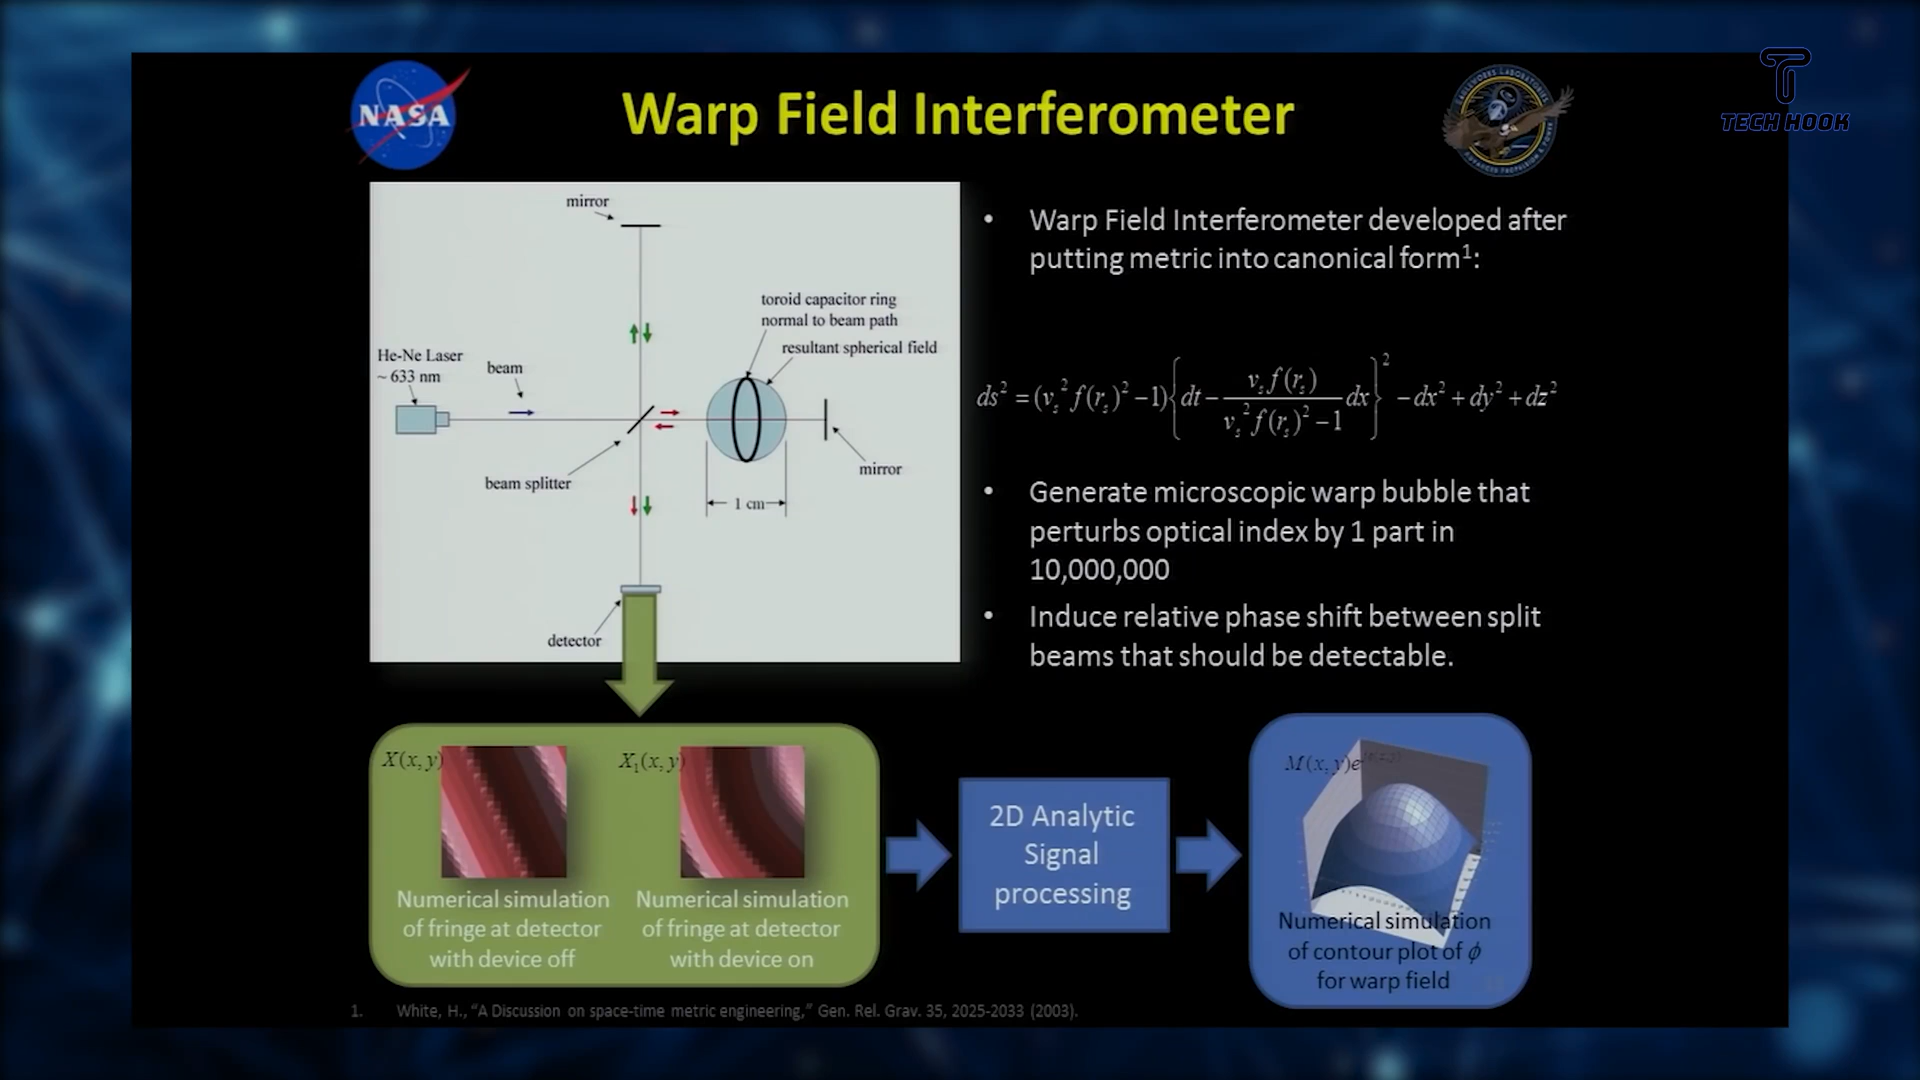 NASA
Warp Field Interferometer
TECH HOOK
mirror
toroid capacitor ring
normal to beam path
resultant spherical field
He-Ne Laser
~ 633 nm
beam
beam splitter
mirror
1 cm
detector
• Warp Field Interferometer developed after
putting metric into canonical form¹:
ds² = (vₛ² f(rₛ)² −1){dt − vₛ f(rₛ) / (vₛ² f(rₛ)² −1) dx}² − dx² + dy² + dz²
• Generate microscopic warp bubble that
perturbs optical index by 1 part in
10,000,000
• Induce relative phase shift between split
beams that should be detectable.
X(x, y)
Numerical simulation
of fringe at detector
with device off
X₁(x, y)
Numerical simulation
of fringe at detector
with device on
2D Analytic
Signal
processing
M(x, y)e
Numerical simulation
of contour plot of ϕ
for warp field
1. White, H., “A Discussion on space-time metric engineering,” Gen. Rel. Grav. 35, 2025-2033 (2003).